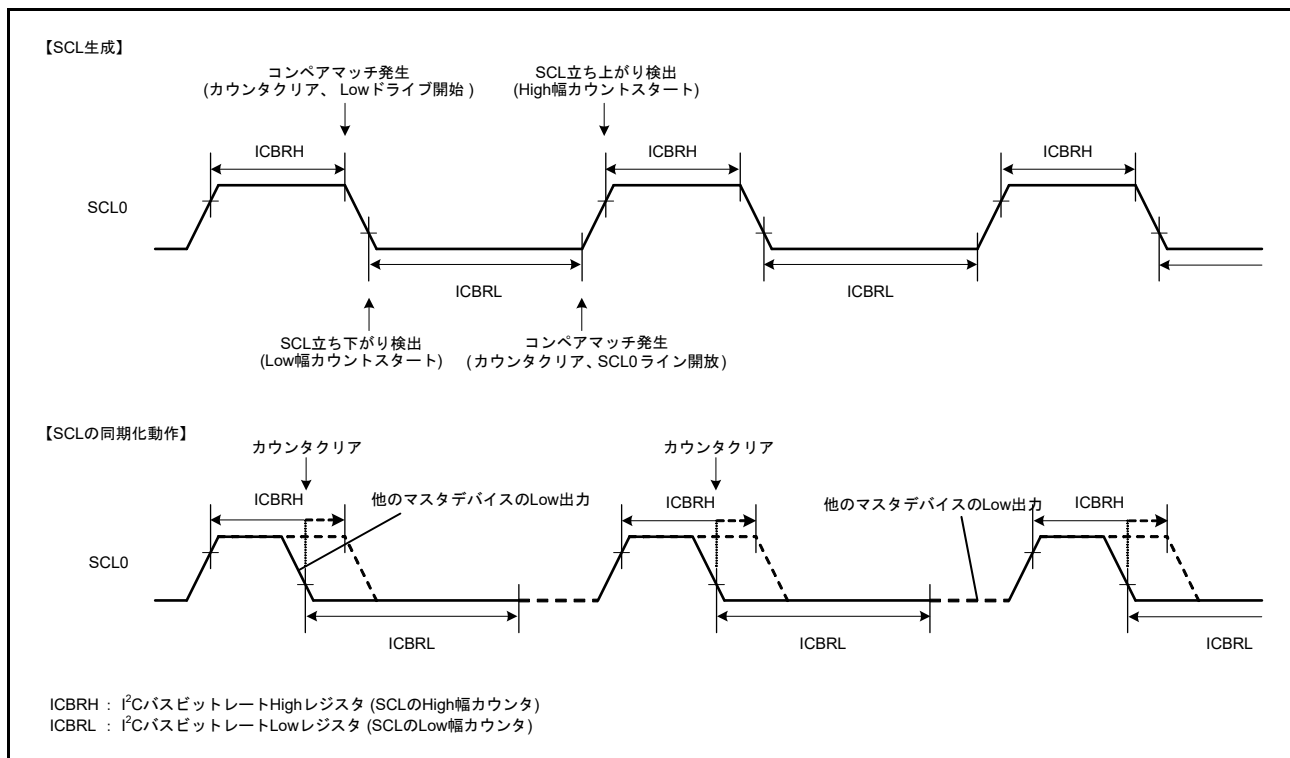 【SCL生成】
コンペアマッチ発生
(カウンタクリア、 Lowドライブ開始 )
SCL立ち上がり検出
(High幅カウントスタート)
ICBRH
ICBRH
ICBRH
SCL0
ICBRL
ICBRL
SCL立ち下がり検出
(Low幅カウントスタート)
コンペアマッチ発生
(カウンタクリア、SCL0ライン開放)
【SCLの同期化動作】
カウンタクリア
カウンタクリア
ICBRH
他のマスタデバイスのLow出力
ICBRH
他のマスタデバイスのLow出力
ICBRH
SCL0
ICBRL
ICBRL
ICBRL
ICBRH : I²CバスビットレートHighレジスタ (SCLのHigh幅カウンタ)
ICBRL : I²CバスビットレートLowレジスタ (SCLのLow幅カウンタ)